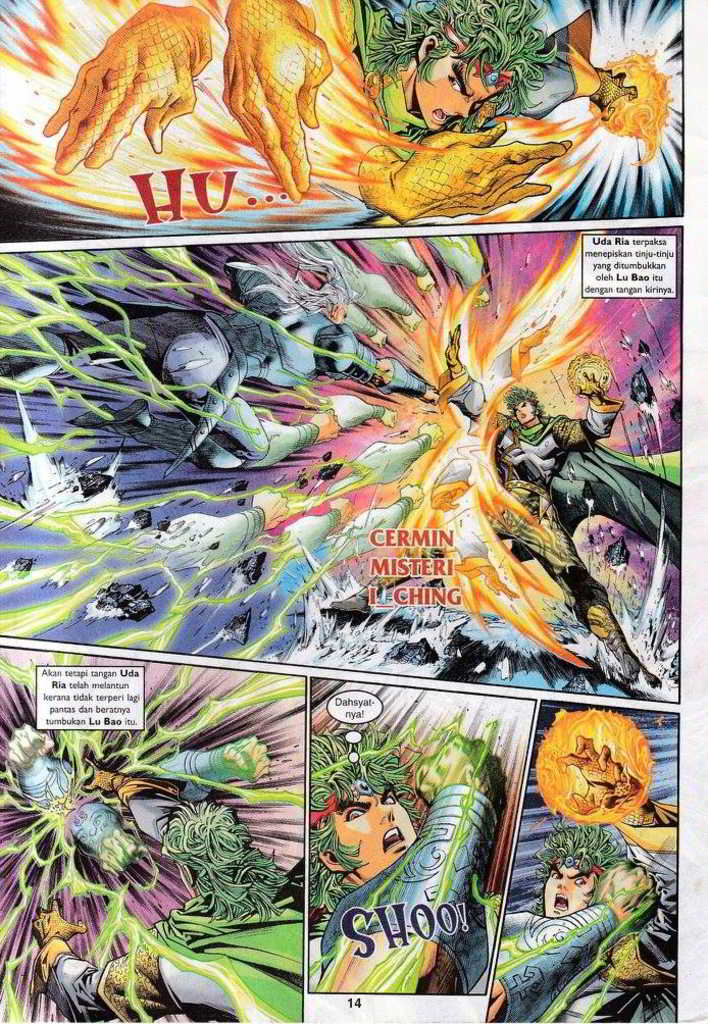 HU...
Uda Ria terpaksa
menepiskan tinju-tinju
yang ditumbukkan
oleh Lu Bao itu
dengan tangan kirinya.
CERMIN
MISTERI
I_CHING
Akan tetapi tangan Uda
Ria telah melantun
kerana tidak terperi lagi
pantas dan beratnya
tumbukan Lu Bao itu.
Dahsyat-
nya!
SHOO!
14